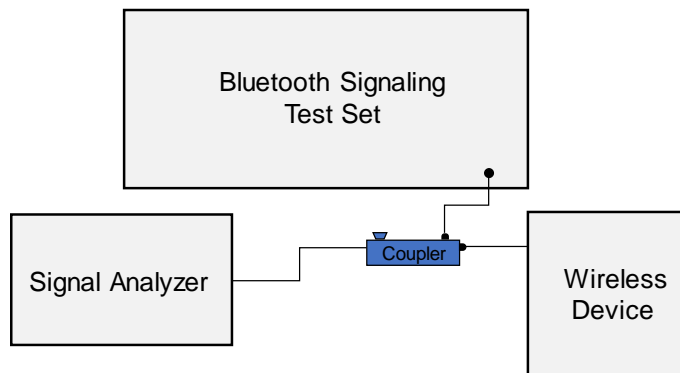 Bluetooth Signaling
Test Set
Coupler
Signal Analyzer
Wireless
Device